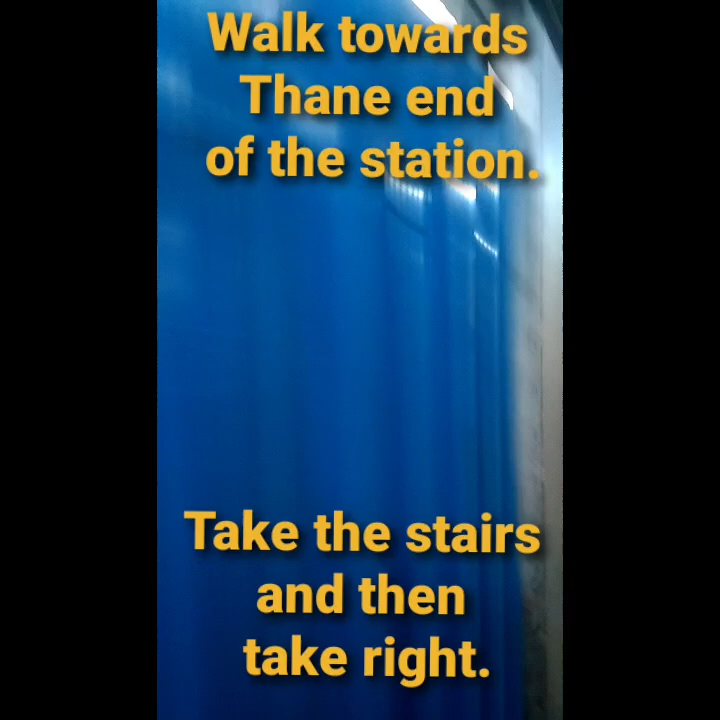 Walk towards
Thane end
of the station.
Take the stairs
and then
take right.